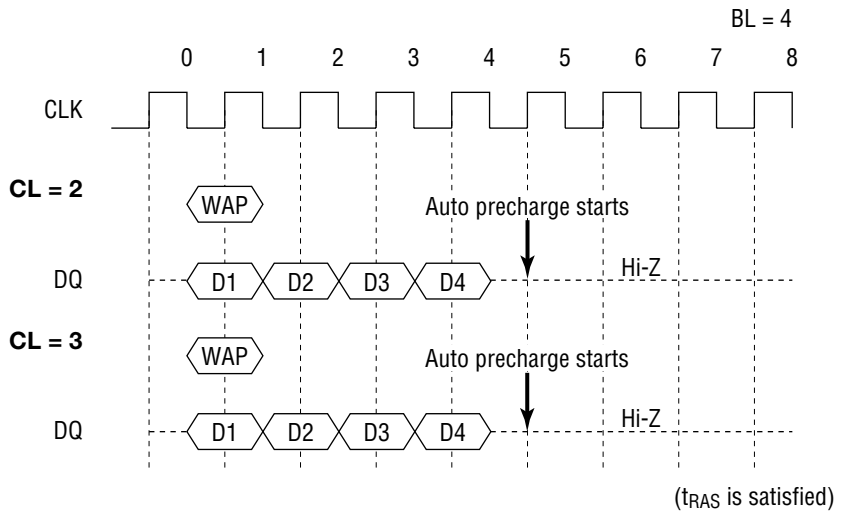 BL = 4
0 1 2 3 4 5 6 7 8
CLK
CL = 2
WAP
Auto precharge starts
DQ
D1 D2 D3 D4
Hi-Z
CL = 3
WAP
Auto precharge starts
DQ
D1 D2 D3 D4
Hi-Z
(tRAS is satisfied)